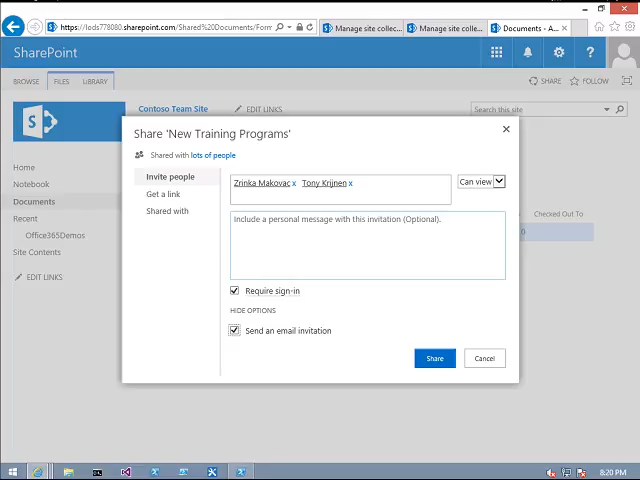 https://lods778080.sharepoint.com/Shared%20Documents/Form
Manage site collec...
Manage site collec...
Documents - A...
SharePoint
BROWSE
FILES
LIBRARY
SHARE
FOLLOW
Contoso Team Site
EDIT LINKS
Search this site
Share 'New Training Programs'
Shared with lots of people
Home
Notebook
Documents
Recent
Office365Demos
Site Contents
EDIT LINKS
Invite people
Get a link
Shared with
Zrinka Makovac x Tony Krijnen x
Can view
Include a personal message with this invitation (Optional).
Checked Out To
Require sign-in
HIDE OPTIONS
Send an email invitation
Share
Cancel
8:20 PM